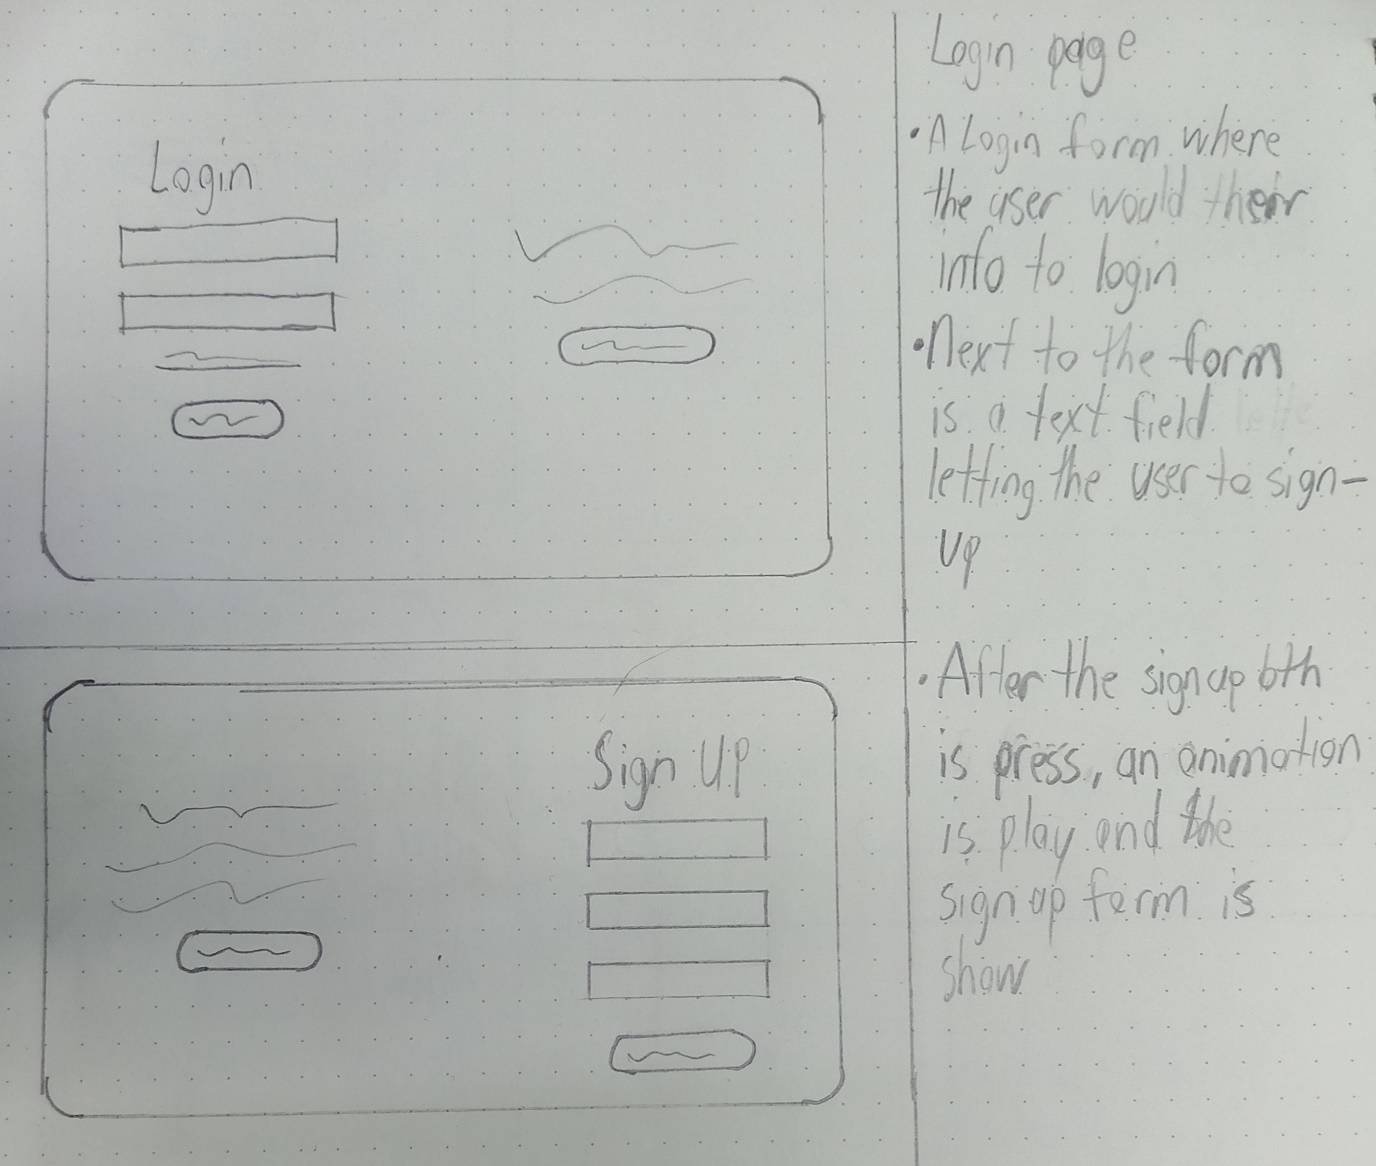 Login
Login page
• A Login form where
the user would their
info to login
• Next to the form
is a text field
letting the user to sign-
up
Sign UP
• After the signup btn
is press, an animation
is play and the
signup form is
show